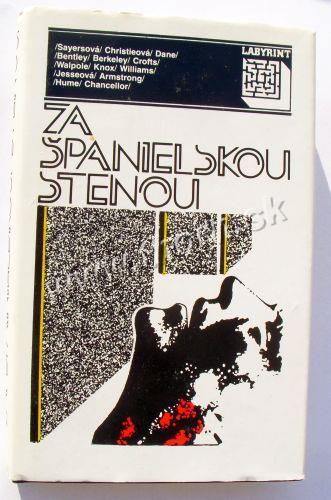 /Sayersová/ Christieová/ Dane/
/Bentley/ Berkeley/ Crofts/
/Walpole/ Knox/ Williams/
/Jesseová/ Armstrong/
/Hume/ Chancellor/
LABYRINT
ZA
ŠPANIELSKOU
STENOU